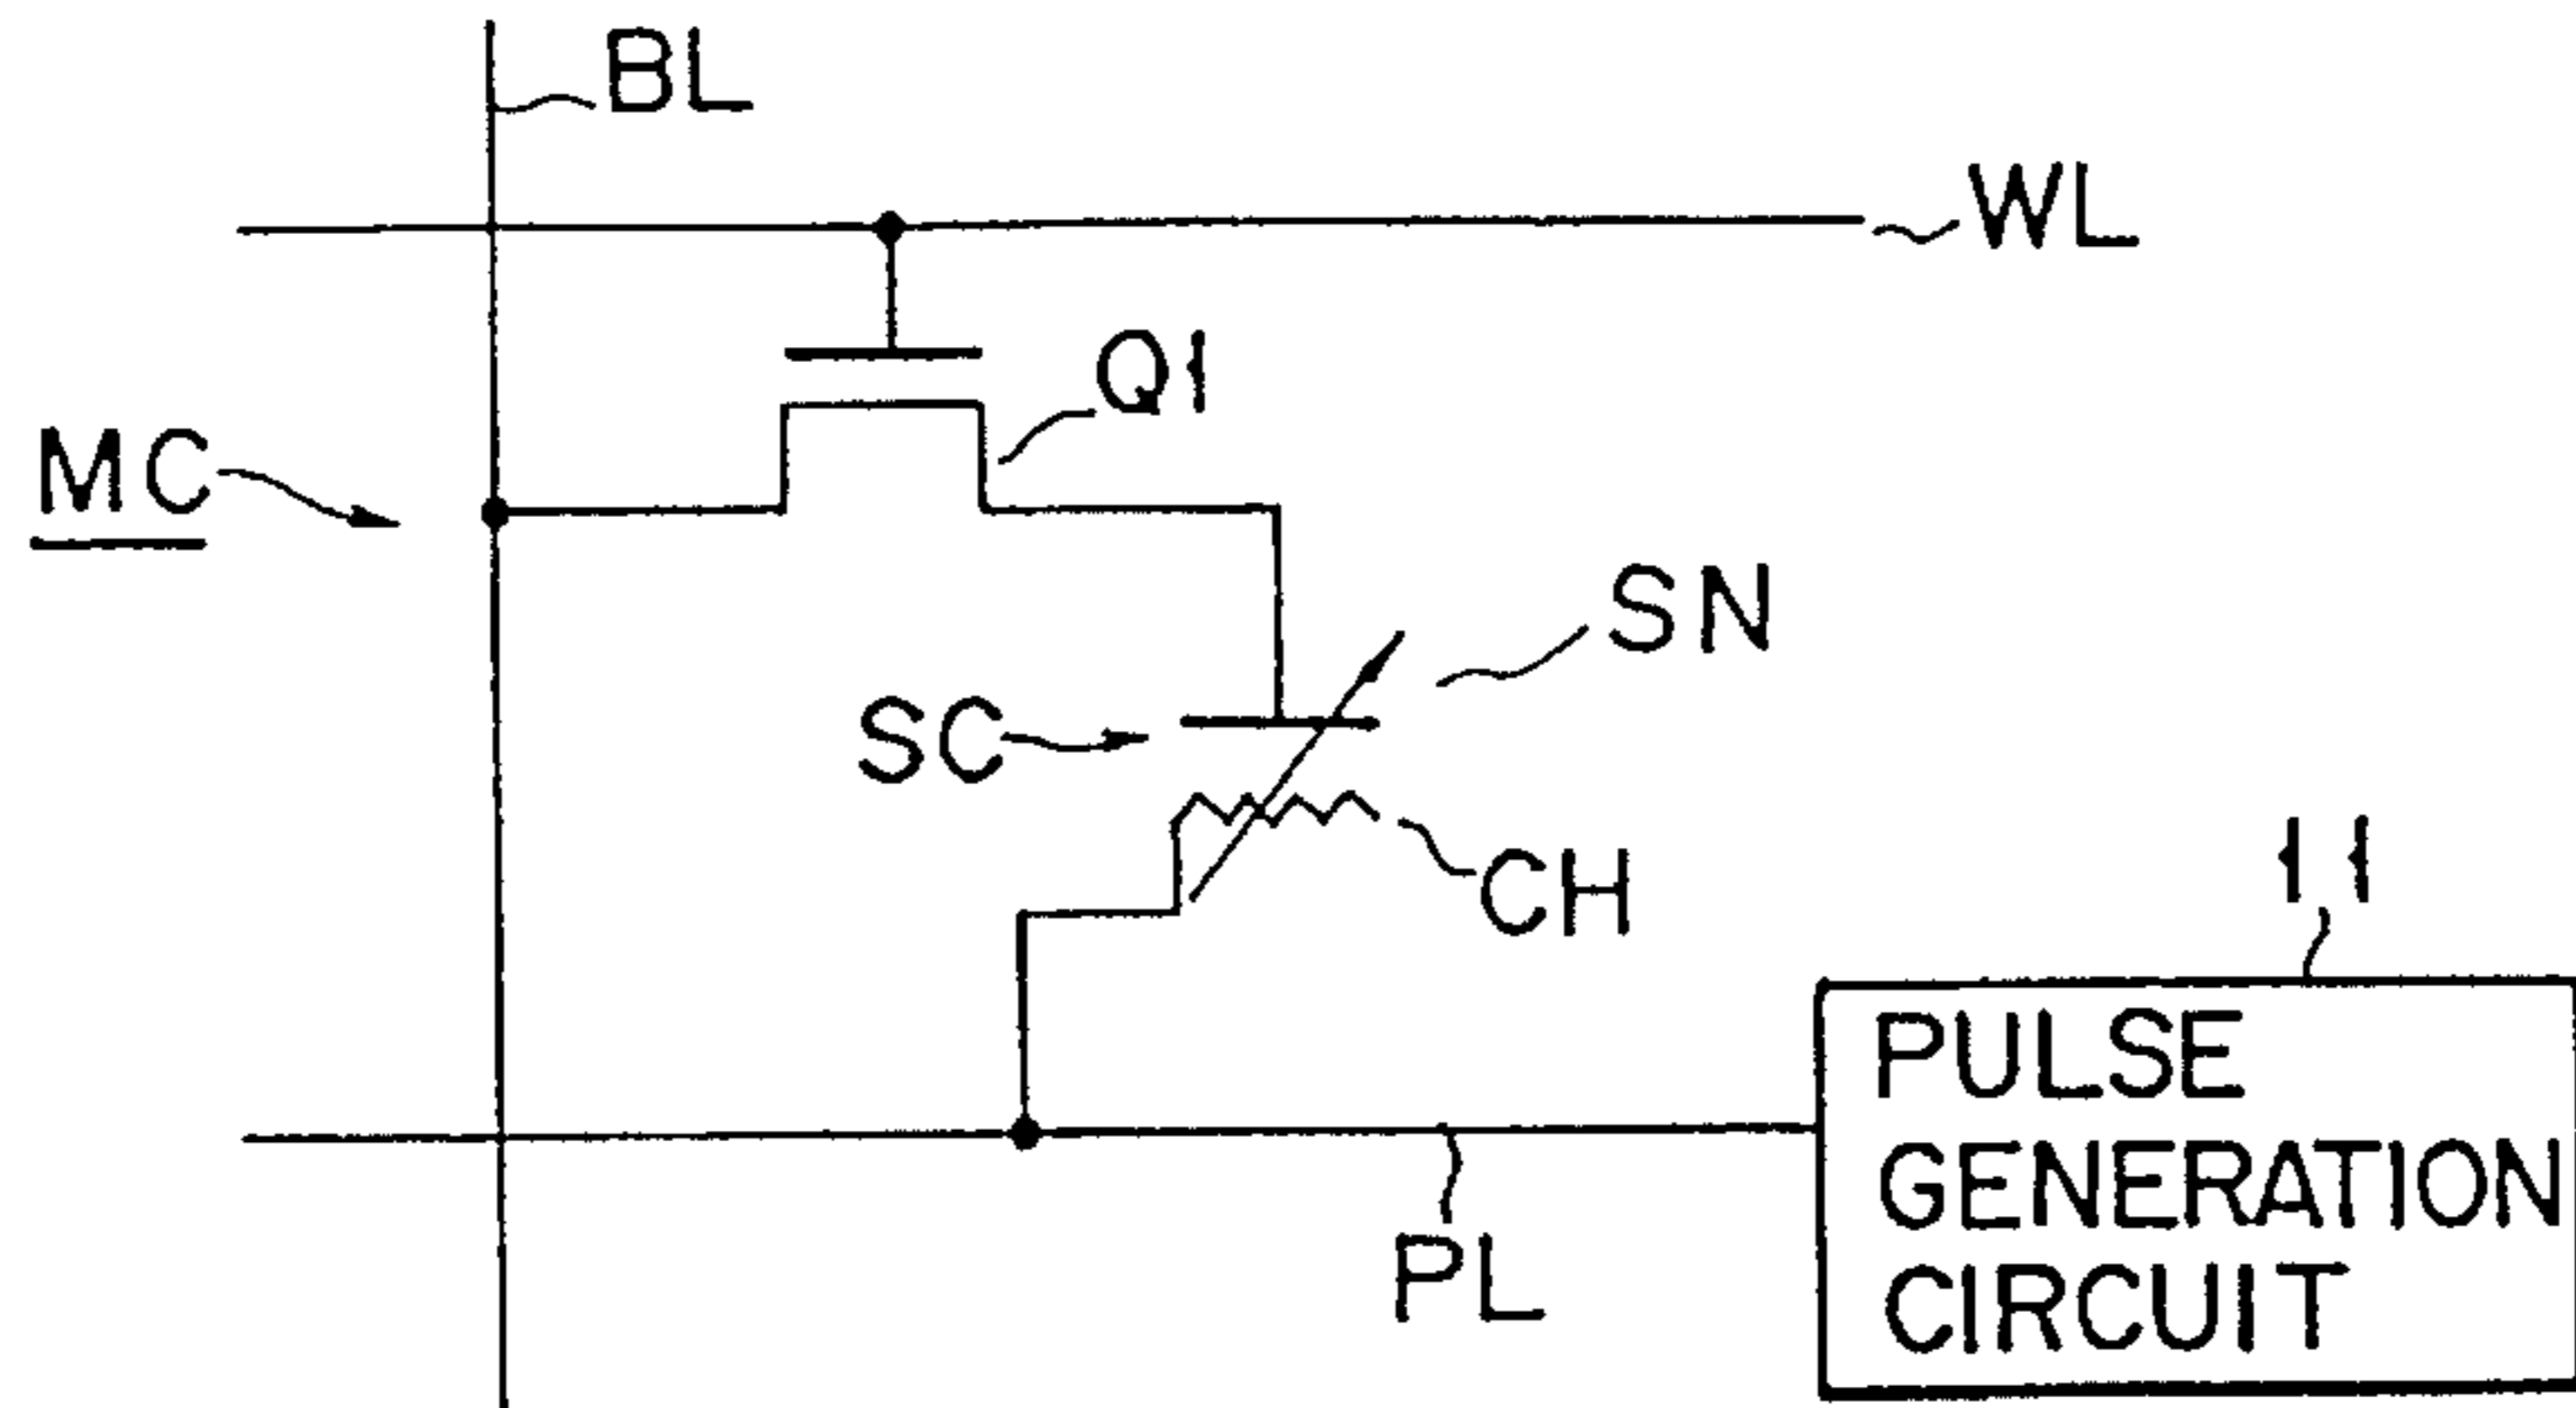 BL
WL
Q1
MC
SN
SC
CH
11
PULSE
GENERATION
CIRCUIT
PL